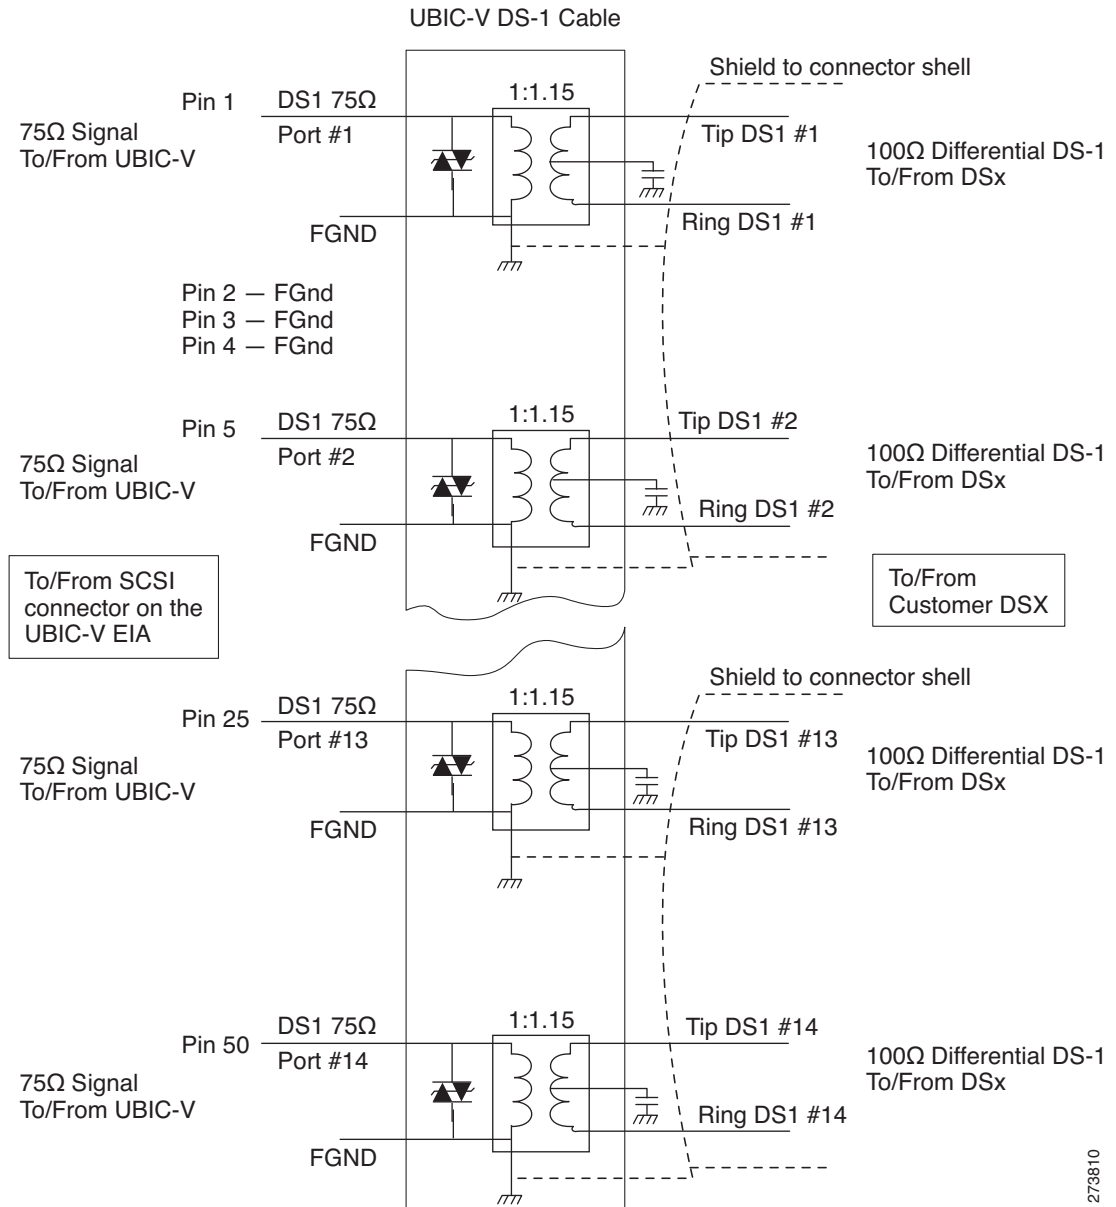 UBIC-V DS-1 Cable
Shield to connector shell
Pin 1
DS1 75Ω
1:1.15
Port #1
Tip DS1 #1
75Ω Signal
To/From UBIC-V
100Ω Differential DS-1
To/From DSx
FGND
Ring DS1 #1
Pin 2 — FGnd
Pin 3 — FGnd
Pin 4 — FGnd
Pin 5
DS1 75Ω
1:1.15
Tip DS1 #2
Port #2
75Ω Signal
To/From UBIC-V
100Ω Differential DS-1
To/From DSx
FGND
Ring DS1 #2
To/From SCSI
connector on the
UBIC-V EIA
To/From
Customer DSX
Shield to connector shell
Pin 25
DS1 75Ω
1:1.15
Port #13
Tip DS1 #13
75Ω Signal
To/From UBIC-V
100Ω Differential DS-1
To/From DSx
FGND
Ring DS1 #13
Pin 50
DS1 75Ω
1:1.15
Tip DS1 #14
Port #14
75Ω Signal
To/From UBIC-V
100Ω Differential DS-1
To/From DSx
FGND
Ring DS1 #14
273810